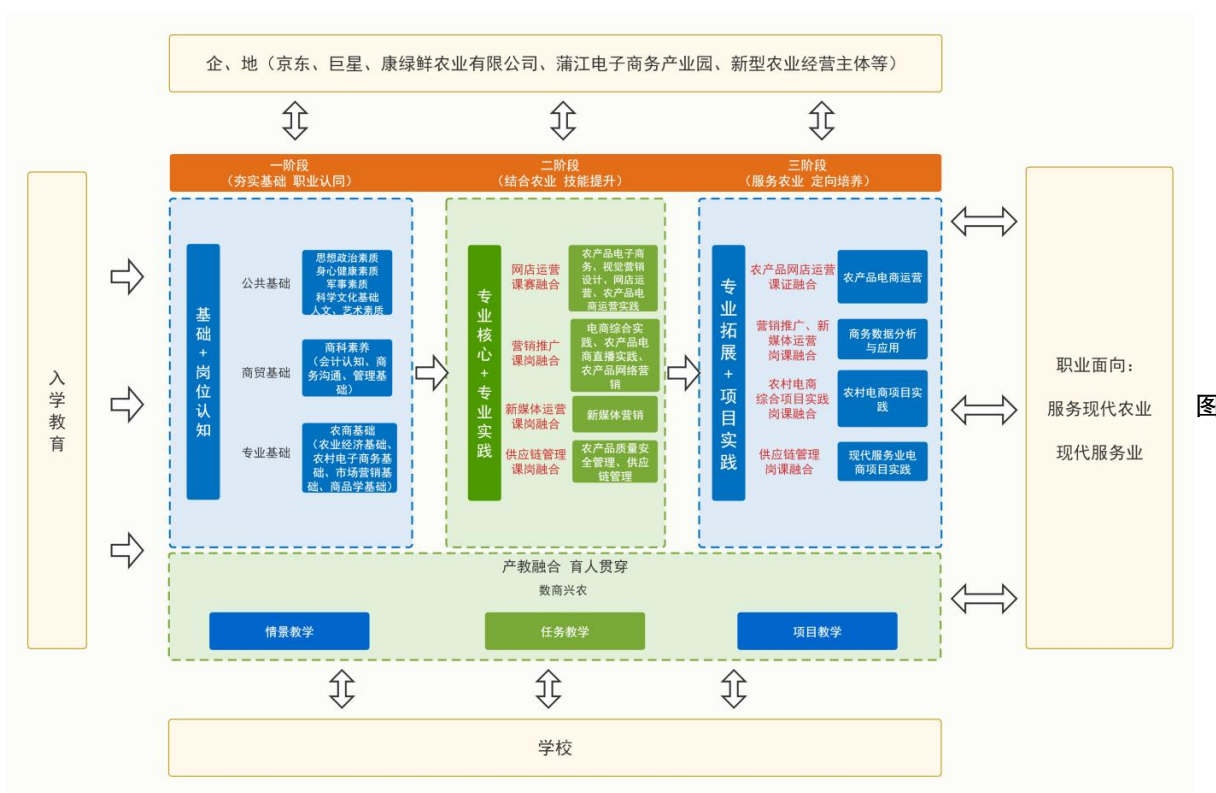 企、地（京东、巨星、康绿鲜农业有限公司、蒲江电子商务产业园、新型农业经营主体等）
一阶段
（夯实基础 职业认同）
二阶段
（结合农业 技能提升）
三阶段
（服务农业 定向培养）
入
学
教
育
基
础
+
岗
位
认
知
公共基础
思想政治素质
身心健康素质
军事素质
科学文化基础
人文、艺术素质
商贸基础
商科素养
（会计认知、商
务沟通、管理基
础）
专业基础
农商基础
（农业经济基础、
农村电子商务基
础、市场营销基
础、商品学基础）
专
业
核
心
+
专
业
实
践
网店运营
课赛融合
农产品电子商
务、视觉营销
设计、网店运
营、农产品电
商运营实践
营销推广
课岗融合
电商综合实
践、农产品电
商直播实践、
农产品网络营
销
新媒体运营
课岗融合
新媒体营销
供应链管理
课岗融合
农产品质量安
全管理、供应
链管理
专
业
拓
展
+
项
目
实
践
农产品网店运营
课证融合
农产品电商运营
营销推广、新
媒体运营
岗课融合
商务数据分析
与应用
农村电商
综合项目实践
岗课融合
农村电商项目实
践
供应链管理
岗课融合
现代服务业电
商项目实践
职业面向：
服务现代农业
现代服务业
图
产教融合 育人贯穿
数商兴农
情景教学
任务教学
项目教学
学校